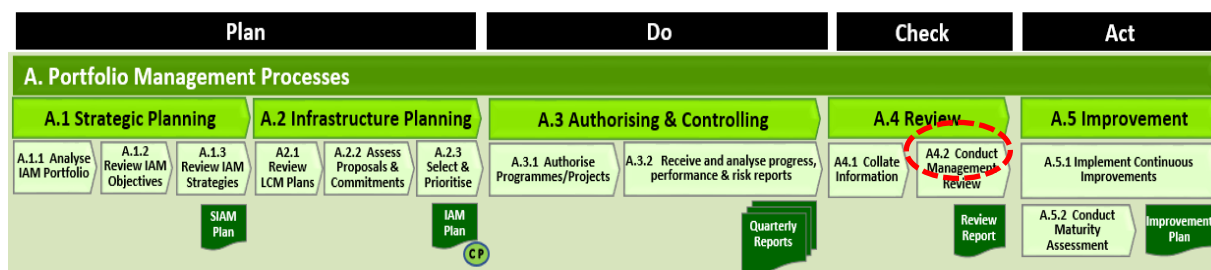 Plan
Do
Check
Act
A. Portfolio Management Processes
A.1 Strategic Planning
A.2 Infrastructure Planning
A.3 Authorising & Controlling
A.4 Review
A.5 Improvement
A.1.1 Analyse
IAM Portfolio
A.1.2
Review IAM
Objectives
A.1.3
Review IAM
Strategies
A2.1
Review
LCM Plans
A.2.2 Assess
Proposals &
Commitments
A.2.3
Select &
Prioritise
A.3.1 Authorise
Programmes/Projects
A.3.2 Receive and analyse progress,
performance & risk reports
A4.1 Collate
Information
A4.2 Conduct
Management
Review
A.5.1 Implement Continuous
Improvements
SIAM
Plan
IAM
Plan
CP
Quarterly
Reports
Review
Report
A.5.2 Conduct
Maturity
Assessment
Improvement
Plan